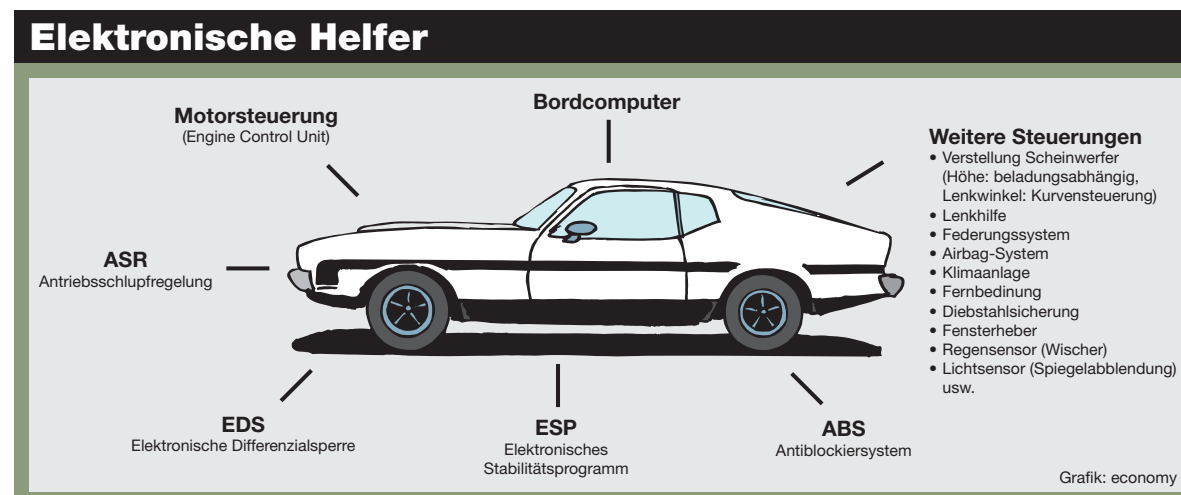 Elektronische Helfer
Motorsteuerung
(Engine Control Unit)
Bordcomputer
Weitere Steuerungen
• Verstellung Scheinwerfer
(Höhe: beladungsabhängig,
Lenkwinkel: Kurvensteuerung)
• Lenkhilfe
• Federungssystem
• Airbag-System
• Klimaanlage
• Fernbedinung
• Diebstahlsicherung
• Fensterheber
• Regensensor (Wischer)
• Lichtsensor (Spiegelabblendung)
usw.
ASR
Antriebsschlupfregelung
EDS
Elektronische Differenzialsperre
ESP
Elektronisches
Stabilitätsprogramm
ABS
Antiblockiersystem
Grafik: economy